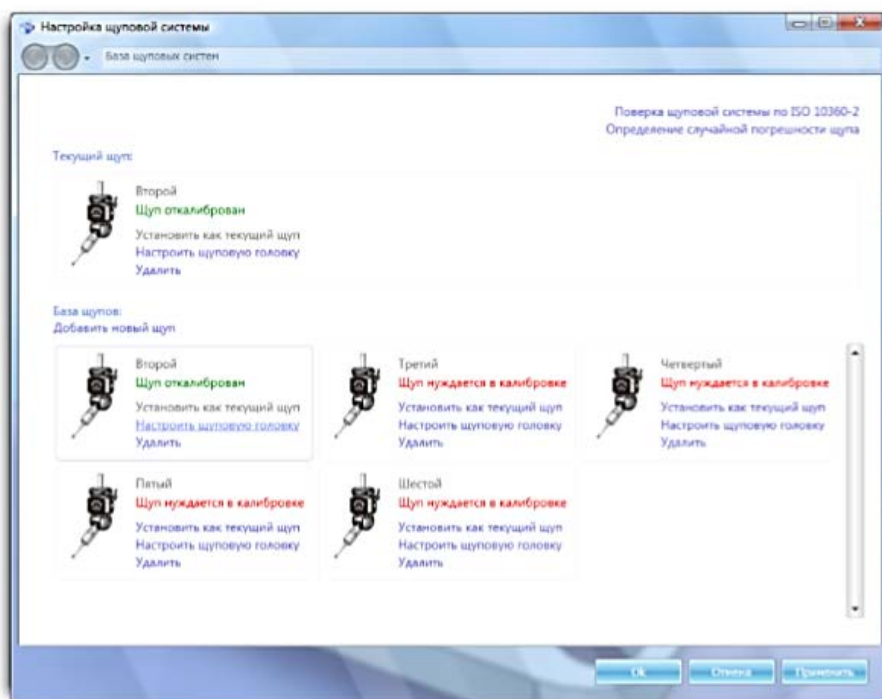 Настройка щуповой системы
База щуповых систем
Поверка щуповой системы по ISO 10360-2
Определение случайной погрешности щупа
Текущий щуп:
Второй
Щуп откалиброван
Установить как текущий щуп
Настроить щуповую головку
Удалить
База щупов:
Добавить новый щуп
Второй
Щуп откалиброван
Установить как текущий щуп
Настроить щуповую головку
Удалить
Третий
Щуп нуждается в калибровке
Установить как текущий щуп
Настроить щуповую головку
Удалить
Четвертый
Щуп нуждается в калибровке
Установить как текущий щуп
Настроить щуповую головку
Удалить
Пятый
Щуп нуждается в калибровке
Установить как текущий щуп
Настроить щуповую головку
Удалить
Шестой
Щуп нуждается в калибровке
Установить как текущий щуп
Настроить щуповую головку
Удалить
Ok
Отмена
Применить